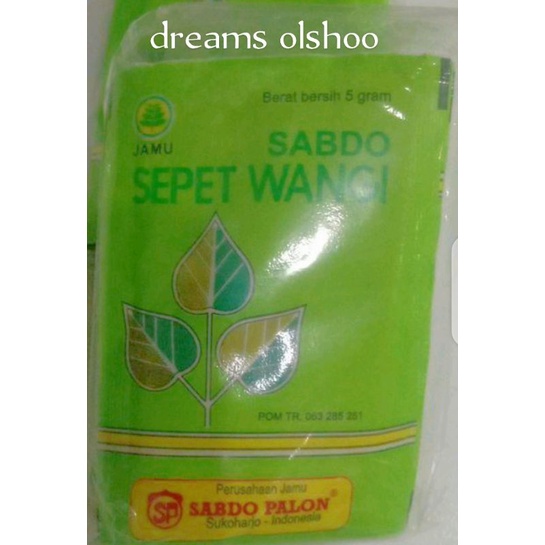 dreams olshoo
Berat bersih 5 gram
JAMU
SABDO
SEPET WANGI
POM TR. 063 285 281
Perusahaan Jamu
SP SABDO PALON®
Sukoharjo - Indonesia